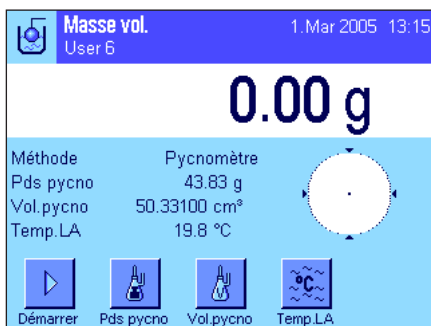 Masse vol. 1.Mar 2005 13:15
User 6
0.00 g
Méthode Pycnomètre
Pds pycno 43.83 g
Vol.pycno 50.33100 cm³
Temp.LA 19.8 °C
°C
Démarrer Pds pycno Vol.pycno Temp.LA